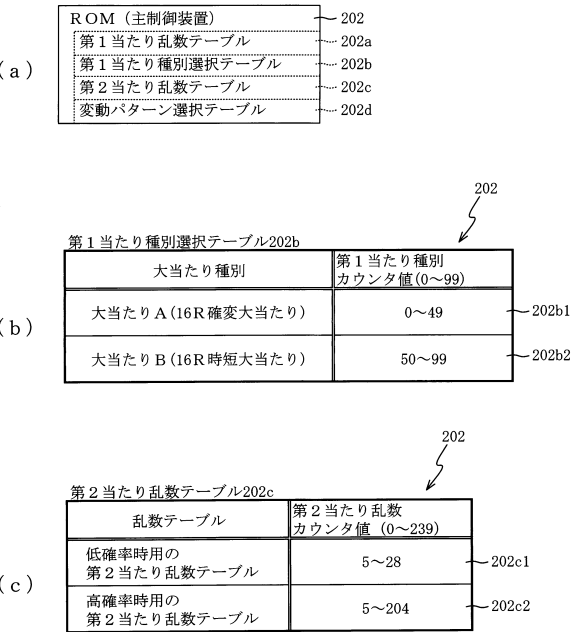 ROM（主制御装置） 202
第１当たり乱数テーブル 202a
第１当たり種別選択テーブル 202b
(a)
第２当たり乱数テーブル 202c
変動パターン選択テーブル 202d
202
第１当たり種別選択テーブル202b
大当たり種別
第１当たり種別
カウンタ値(0～99)
(b)
大当たりＡ(16R確変大当たり) 0～49 202b1
大当たりＢ(16R時短大当たり) 50～99 202b2
202
第２当たり乱数テーブル202c
乱数テーブル
第２当たり乱数
カウンタ値（0～239）
(c)
低確率時用の
第２当たり乱数テーブル
5～28 202c1
高確率時用の
第２当たり乱数テーブル
5～204 202c2